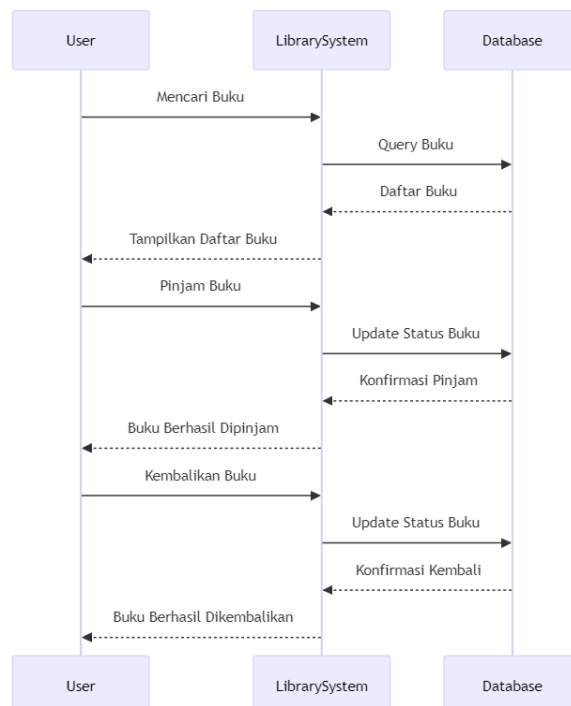 User
LibrarySystem
Database
Mencari Buku
Query Buku
Daftar Buku
Tampilkan Daftar Buku
Pinjam Buku
Update Status Buku
Konfirmasi Pinjam
Buku Berhasil Dipinjam
Kembalikan Buku
Update Status Buku
Konfirmasi Kembali
Buku Berhasil Dikembalikan
User
LibrarySystem
Database